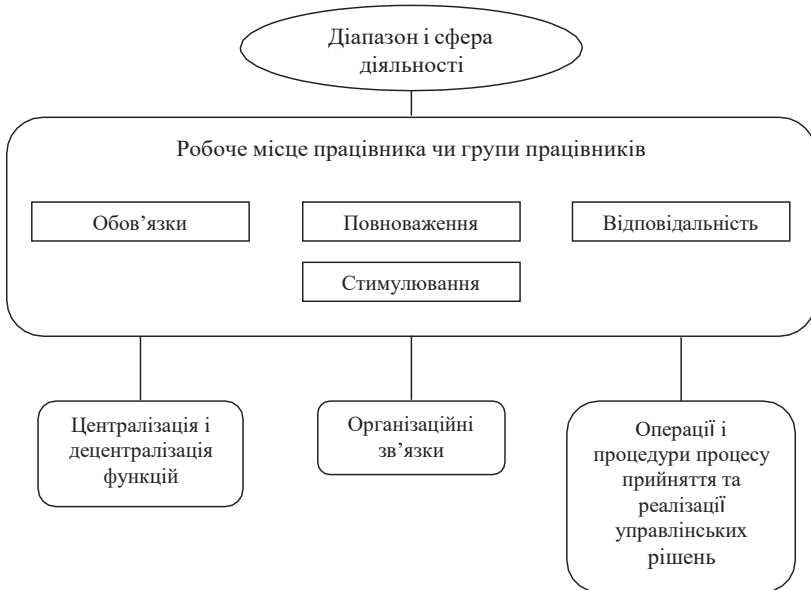 Діапазон і сфера
діяльності
Робоче місце працівника чи групи працівників
Обов’язки
Повноваження
Відповідальність
Стимулювання
Централізація і
децентралізація
функцій
Організаційні
зв’язки
Операції і
процедури процесу
прийняття та
реалізації
управлінських
рішень